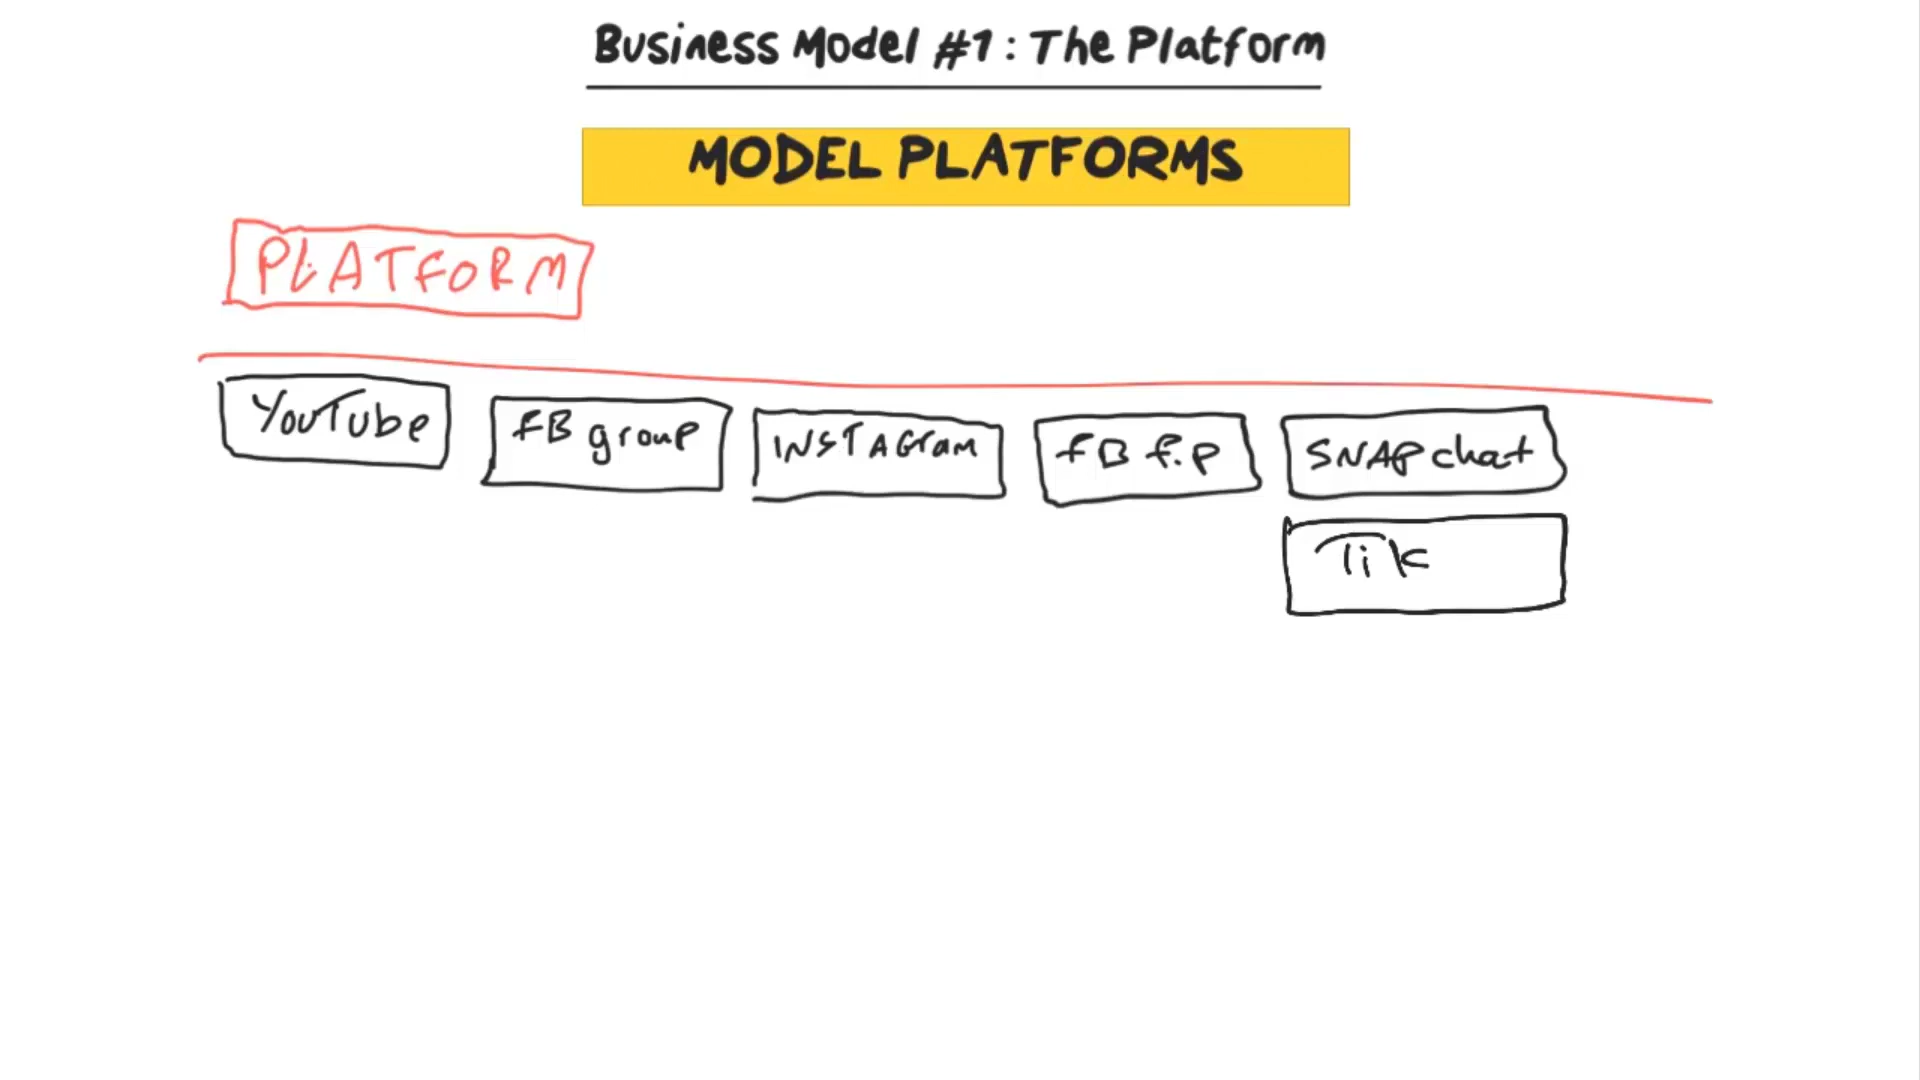 Business Model #1: The Platform
MODEL PLATFORMS
PLATFORM
YouTube
FB group
INSTAGram
FB f.p
SNAPchat
Tik